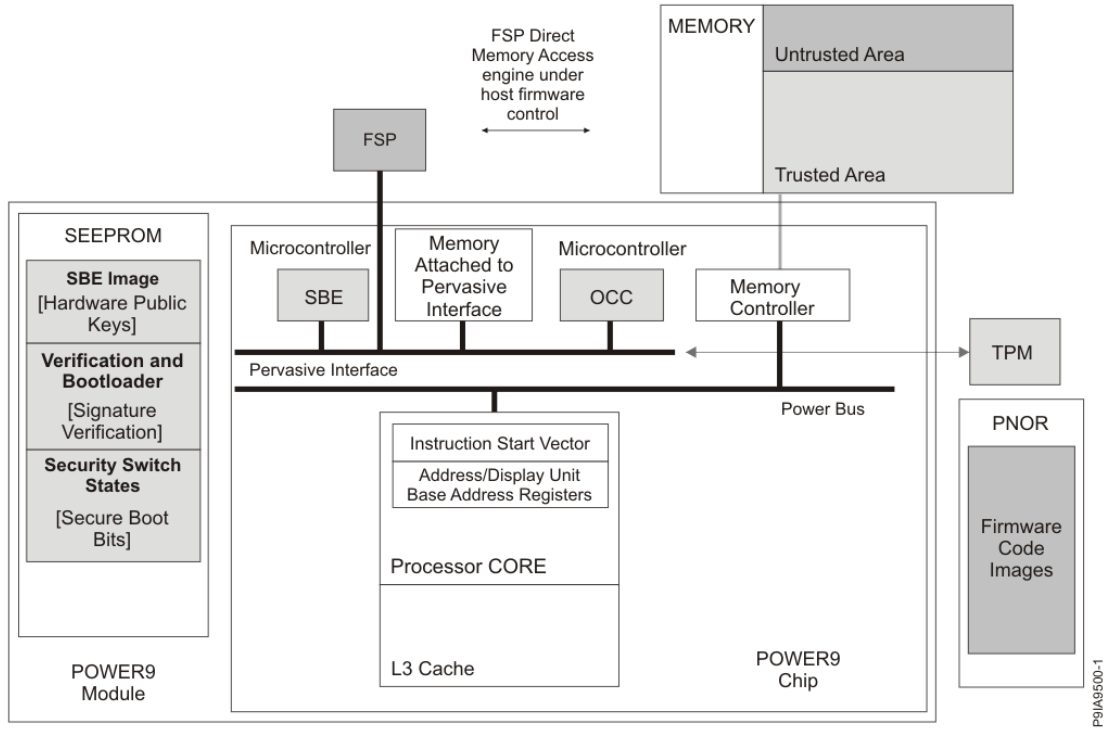 FSP Direct
Memory Access
engine under
host firmware
control
MEMORY
Untrusted Area
Trusted Area
FSP
SEEPROM
SBE Image
[Hardware Public
Keys]
Verification and
Bootloader
[Signature
Verification]
Security Switch
States
[Secure Boot
Bits]
POWER9
Module
Microcontroller
SBE
Memory
Attached to
Pervasive
Interface
Microcontroller
OCC
Memory
Controller
Pervasive Interface
Power Bus
Instruction Start Vector
Address/Display Unit
Base Address Registers
Processor CORE
L3 Cache
POWER9
Chip
TPM
PNOR
Firmware
Code
Images
P9IA9500-1